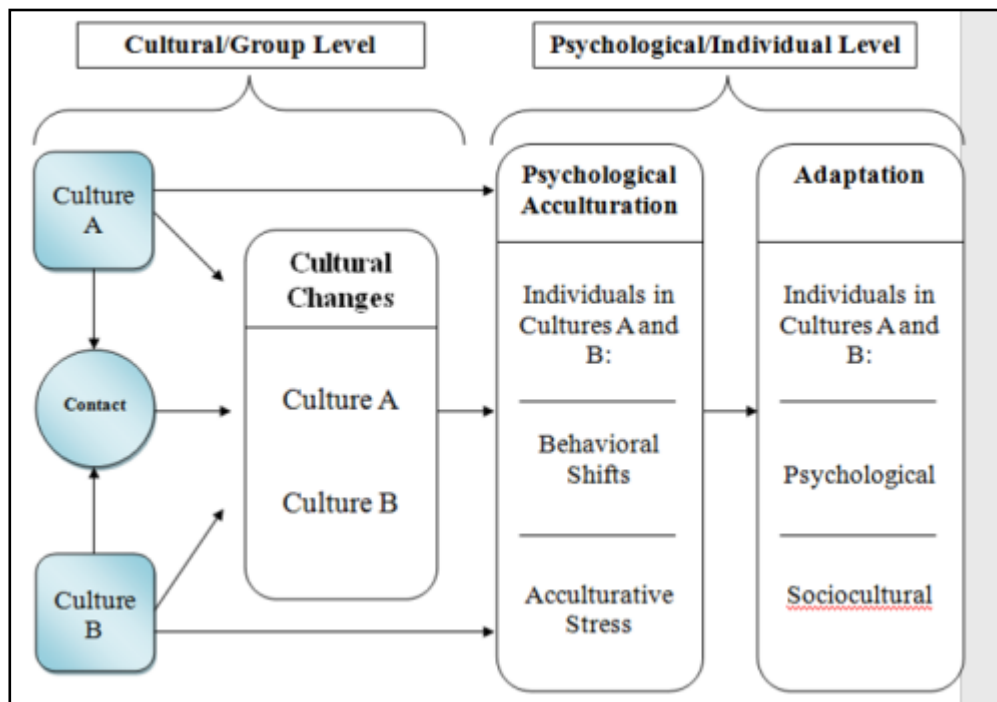 Cultural/Group Level
Psychological/Individual Level
Culture
A
Contact
Culture
B
Cultural
Changes
Culture A
Culture B
Psychological
Acculturation
Individuals in
Cultures A and
B:
Behavioral
Shifts
Acculturative
Stress
Adaptation
Individuals in
Cultures A and
B:
Psychological
Sociocultural